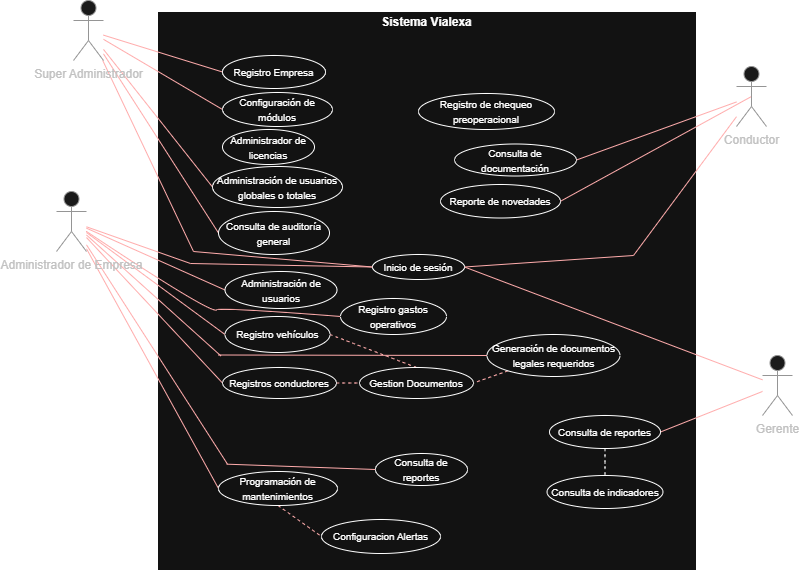 Sistema Vialexa
Super Administrador
Registro Empresa
Configuración de
módulos
Administrador de
licencias
Administración de usuarios
globales o totales
Consulta de auditoría
general
Registro de chequeo
preoperacional
Consulta de
documentación
Reporte de novedades
Conductor
Administrador de Empresa
Inicio de sesión
Administración de
usuarios
Registro gastos
operativos
Registro vehículos
Generación de documentos
legales requeridos
Registros conductores
Gestion Documentos
Gerente
Consulta de reportes
Consulta de
reportes
Programación de
mantenimientos
Consulta de indicadores
Configuracion Alertas